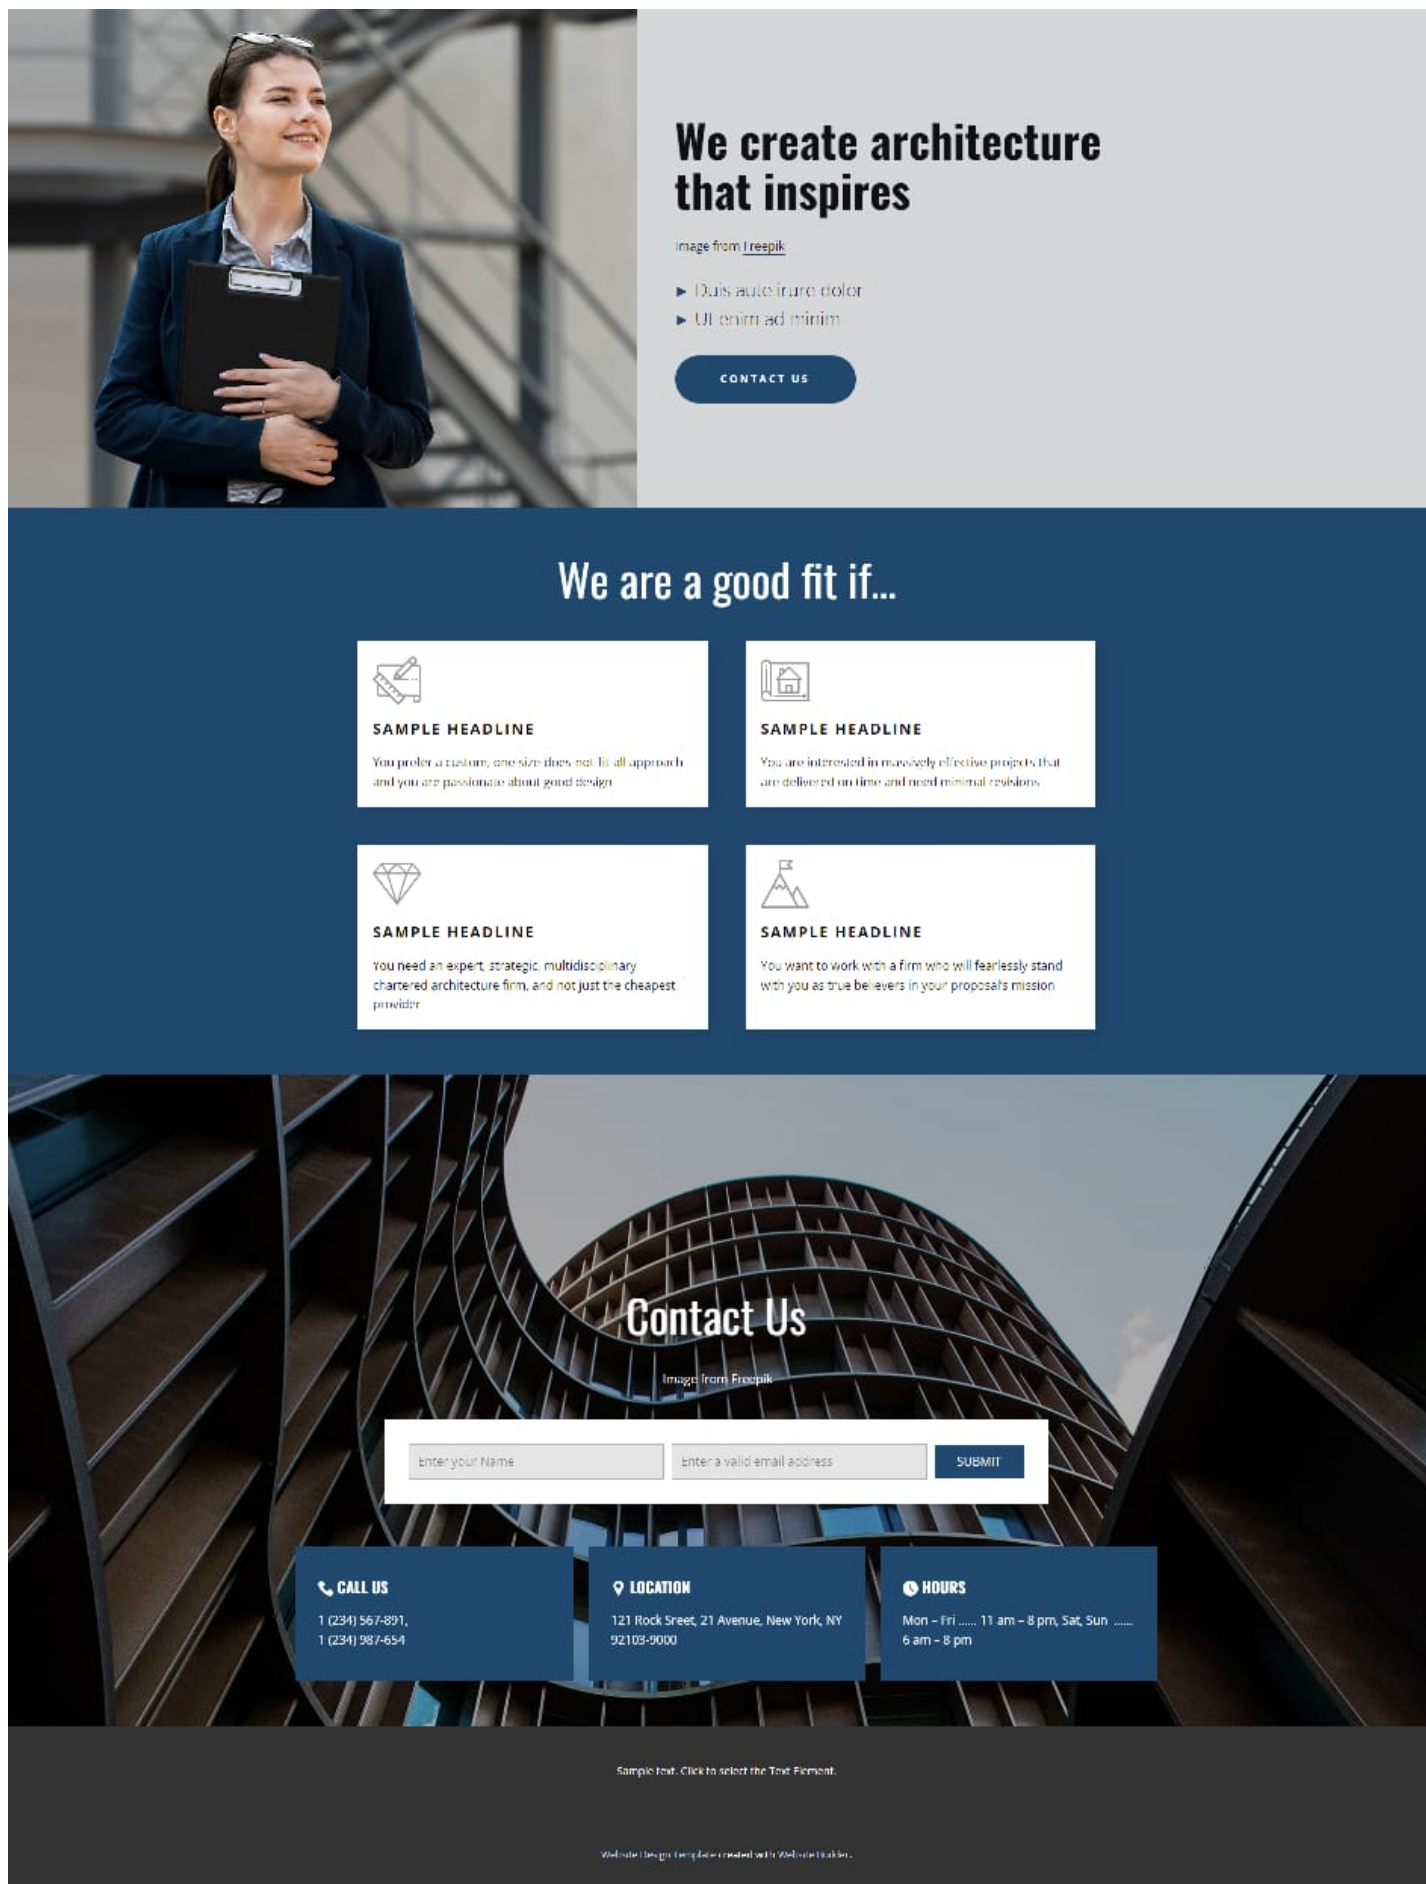 We create architecture
that inspires
Image from Freepik
Duis aute irure dolor
Ut enim ad minim
CONTACT US
We are a good fit if...
SAMPLE HEADLINE
You prefer a custom, one-size-does-not-fit-all approach
and you are passionate about good design
SAMPLE HEADLINE
You are interested in massively effective projects that
are delivered on time and need minimal revisions
SAMPLE HEADLINE
You need an expert, strategic, multidisciplinary
chartered architecture firm, and not just the cheapest
provider
SAMPLE HEADLINE
You want to work with a firm who will fearlessly stand
with you as true believers in your proposal's mission
Contact Us
Image from Freepik
Enter your Name
Enter a valid email address
SUBMIT
CALL US
1 (234) 567-891,
1 (234) 987-654
LOCATION
121 Rock Sreet, 21 Avenue, New York, NY
92103-9000
HOURS
Mon – Fri ...... 11 am – 8 pm, Sat, Sun ......
6 am – 8 pm
Sample text. Click to select the Text Element.
Website Design Template created with Website Builder.